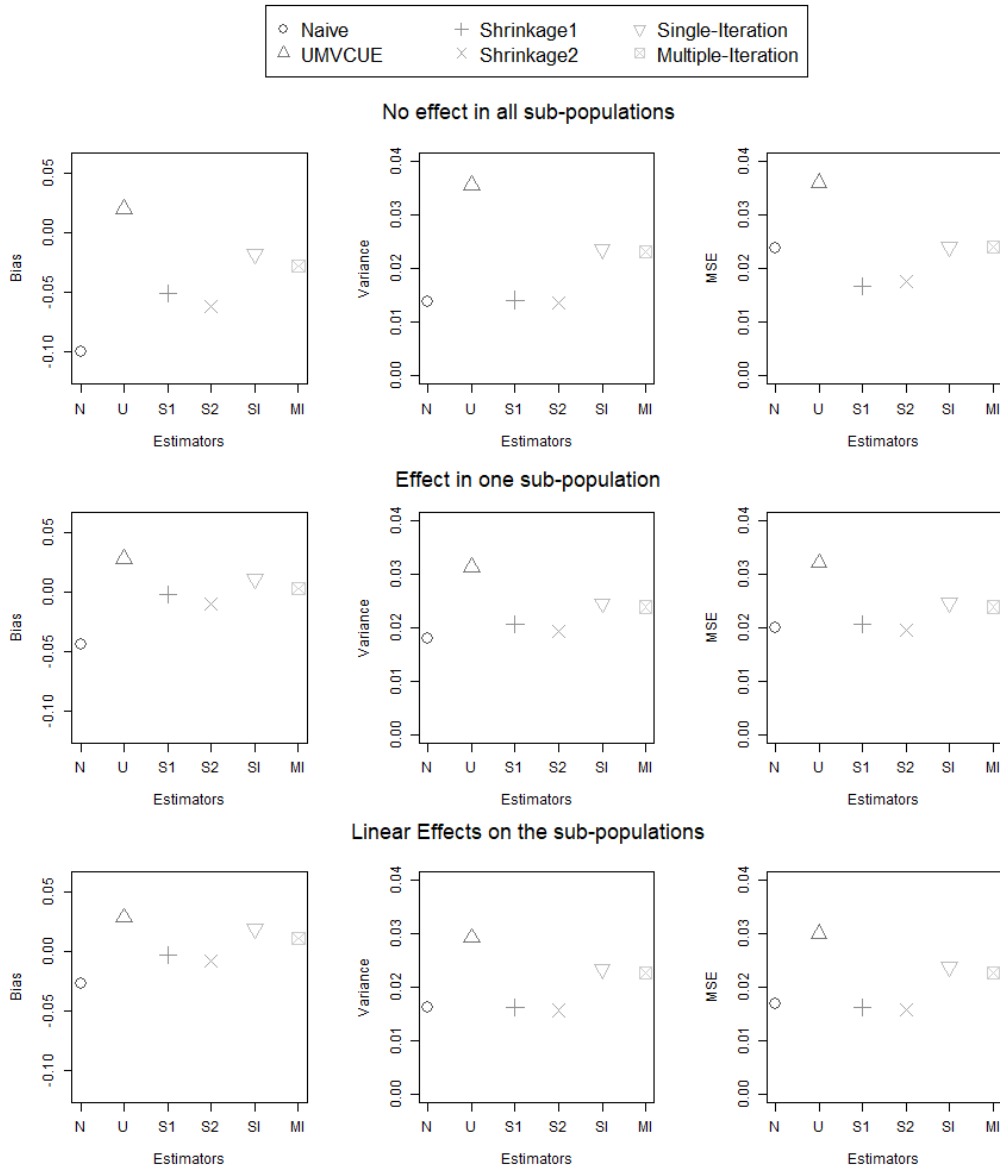 Naive Shrinkage1 Single-Iteration
UMVCUE Shrinkage2 Multiple-Iteration
No effect in all sub-populations
Bias
0.05
0.00
-0.05
-0.10
N U S1 S2 SI MI
Estimators
Variance
0.04
0.03
0.02
0.01
0.00
N U S1 S2 SI MI
Estimators
MSE
0.04
0.03
0.02
0.01
0.00
N U S1 S2 SI MI
Estimators
Effect in one sub-population
Bias
0.05
0.00
-0.05
-0.10
N U S1 S2 SI MI
Estimators
Variance
0.04
0.03
0.02
0.01
0.00
N U S1 S2 SI MI
Estimators
MSE
0.04
0.03
0.02
0.01
0.00
N U S1 S2 SI MI
Estimators
Linear Effects on the sub-populations
Bias
0.05
0.00
-0.05
-0.10
N U S1 S2 SI MI
Estimators
Variance
0.04
0.03
0.02
0.01
0.00
N U S1 S2 SI MI
Estimators
MSE
0.04
0.03
0.02
0.01
0.00
N U S1 S2 SI MI
Estimators